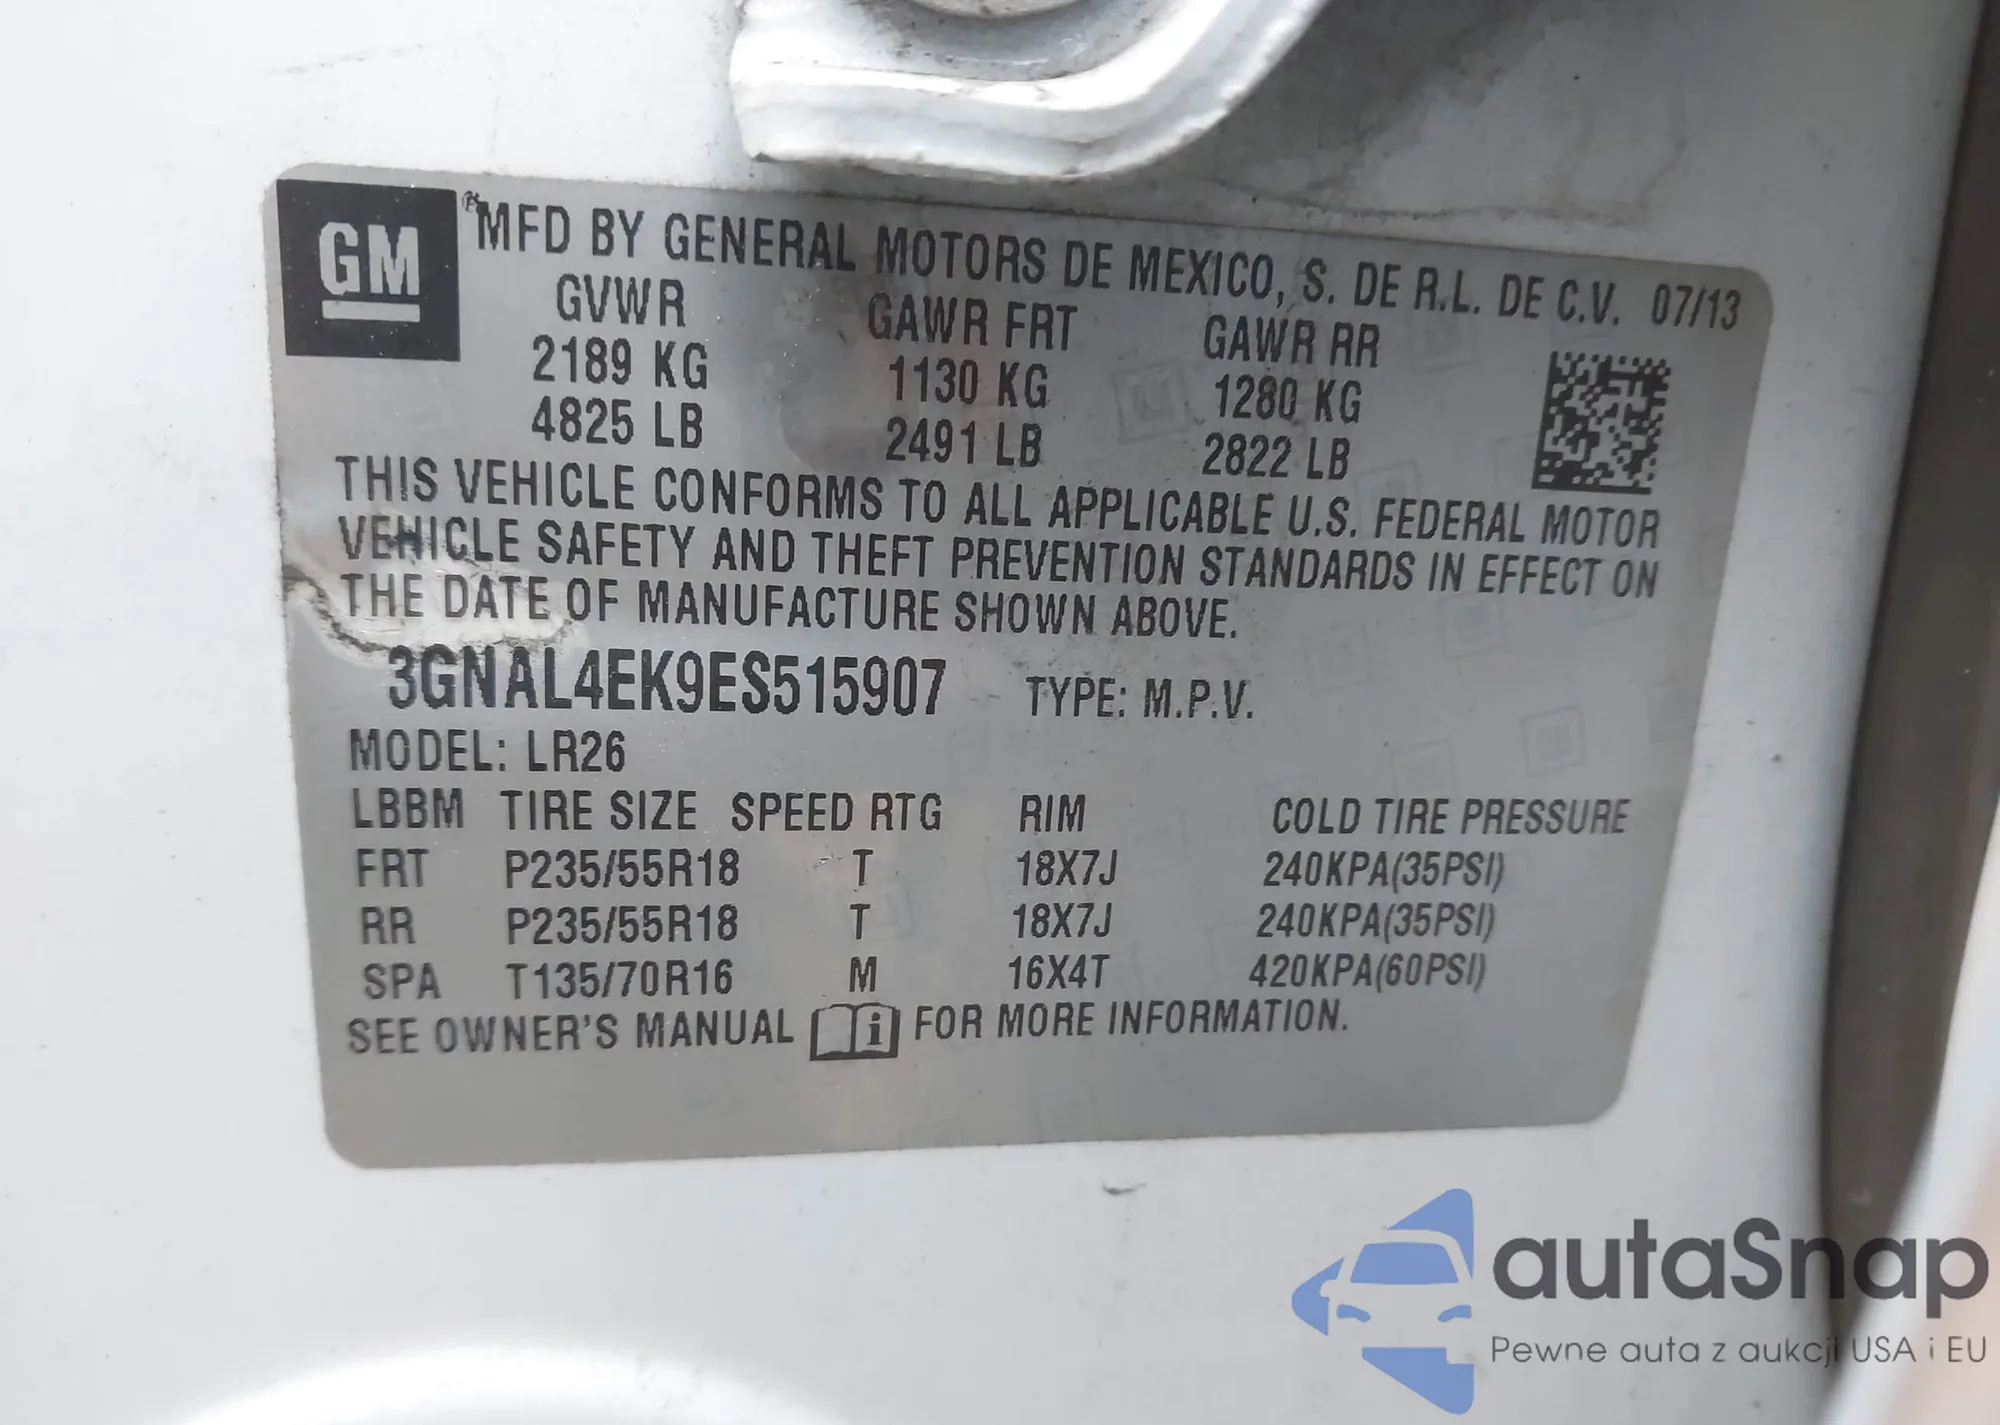 GM
MFD BY GENERAL MOTORS DE MEXICO, S. DE R.L. DE C.V. 07/13
GVWR GAWR FRT GAWR RR
2189 KG 1130 KG 1280 KG
4825 LB 2491 LB 2822 LB
THIS VEHICLE CONFORMS TO ALL APPLICABLE U.S. FEDERAL MOTOR
VEHICLE SAFETY AND THEFT PREVENTION STANDARDS IN EFFECT ON
THE DATE OF MANUFACTURE SHOWN ABOVE.
3GNAL4EK9ES515907 TYPE: M.P.V.
MODEL: LR26
LBBM TIRE SIZE SPEED RTG RIM COLD TIRE PRESSURE
FRT P235/55R18 T 18X7J 240KPA(35PSI)
RR P235/55R18 T 18X7J 240KPA(35PSI)
SPA T135/70R16 M 16X4T 420KPA(60PSI)
SEE OWNER'S MANUAL i FOR MORE INFORMATION.
autaSnap
Pewne auta z aukcji USA i EU